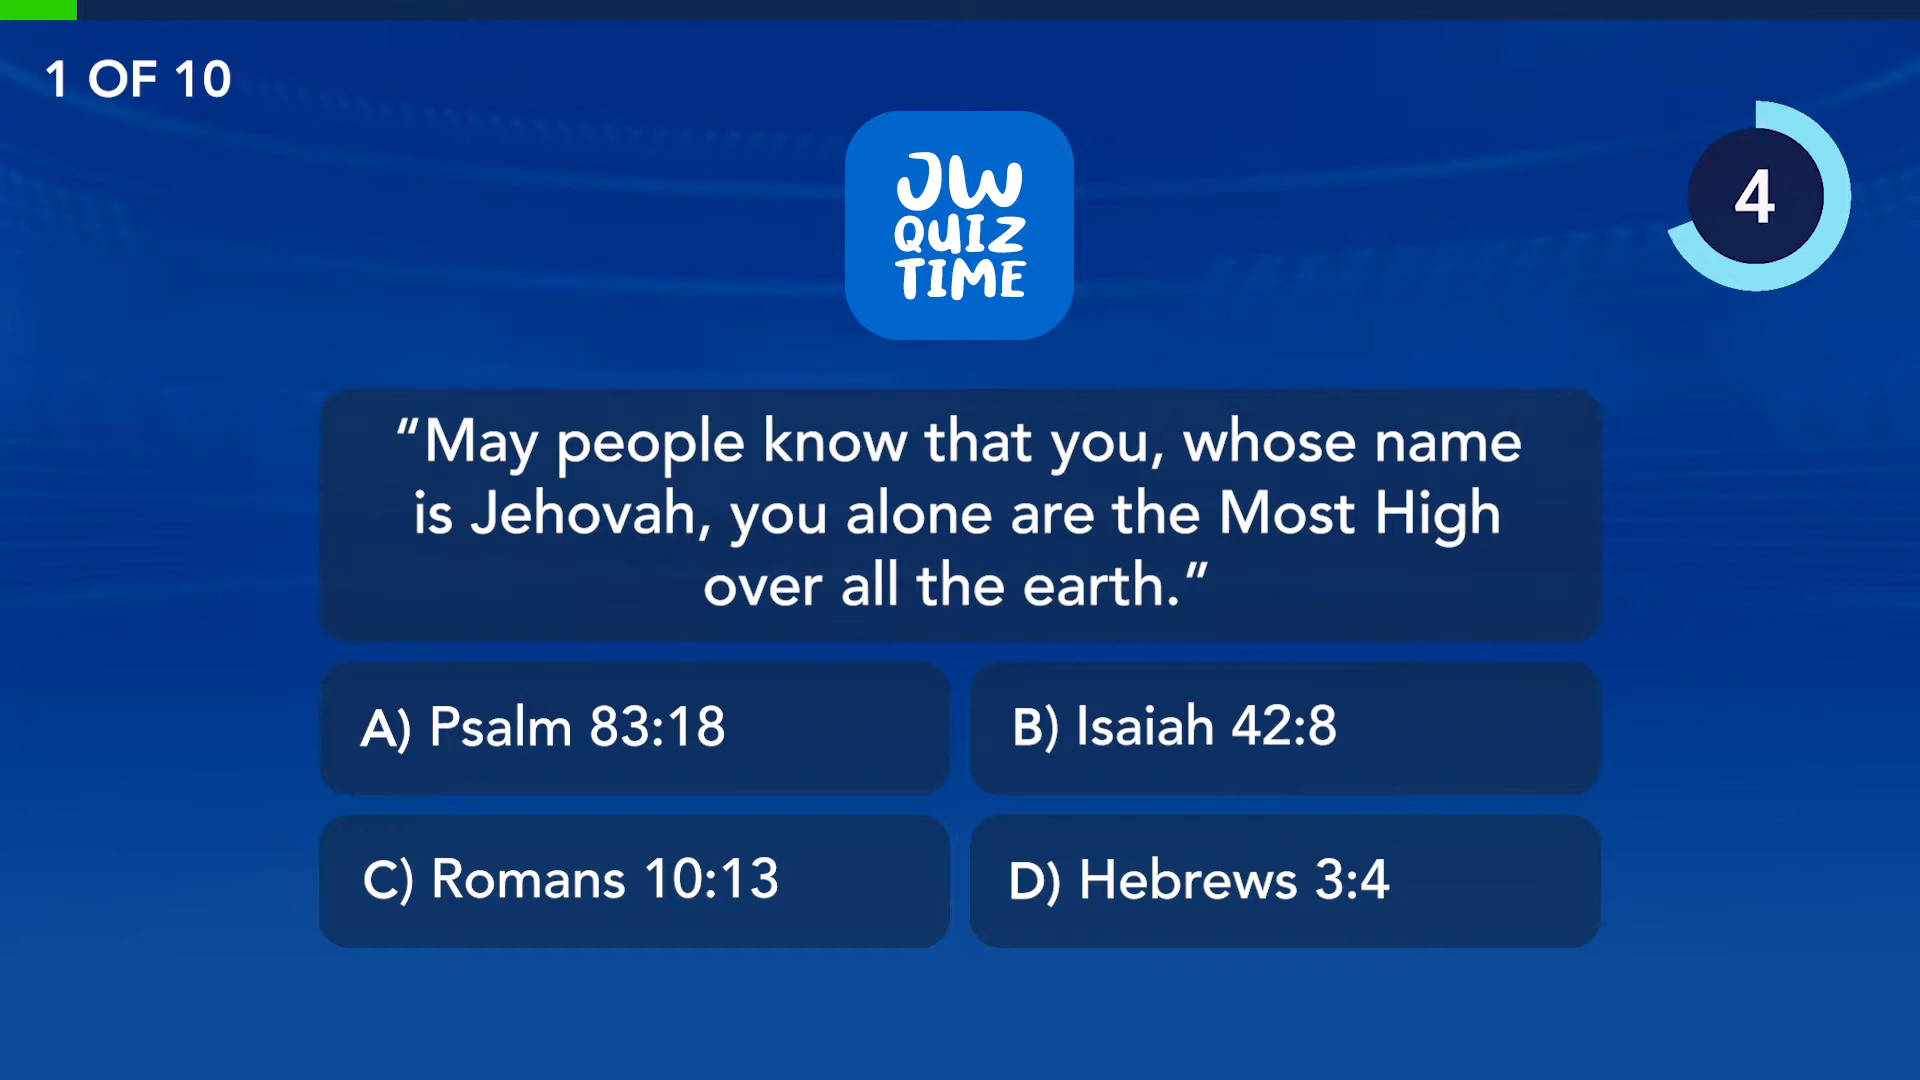 1 OF 10
JW
QUIZ
TIME
4
“May people know that you, whose name
is Jehovah, you alone are the Most High
over all the earth.”
A) Psalm 83:18
B) Isaiah 42:8
C) Romans 10:13
D) Hebrews 3:4